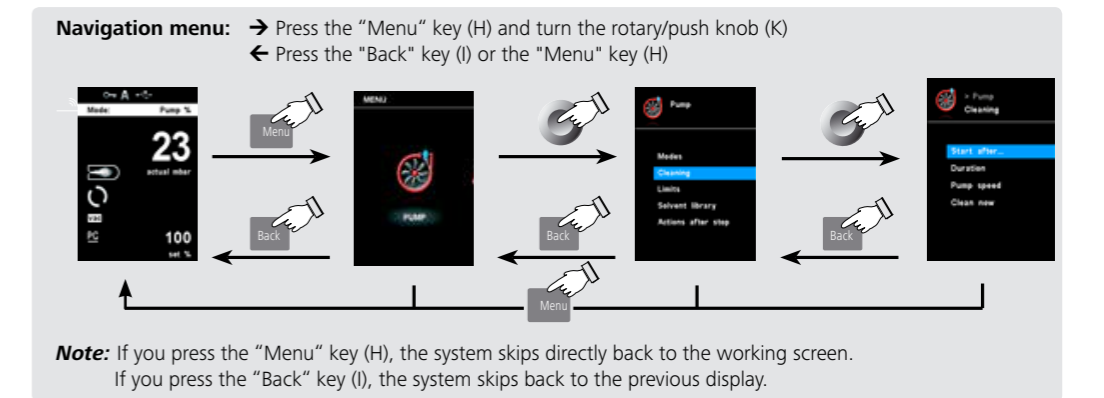 Navigation menu: → Press the “Menu“ key (H) and turn the rotary/push knob (K)
← Press the "Back" key (I) or the "Menu" key (H)
A
Mode: Pump %
23
actual mbar
VAC
PC
100
set %
Menu
Back
MENU
PUMP
Back
Pump
Modes
Cleaning
Limits
Solvent library
Actions after stop
Back
> Pump
Cleaning
Start after...
Duration
Pump speed
Clean new
Menu
Note: If you press the “Menu“ key (H), the system skips directly back to the working screen.
If you press the “Back“ key (I), the system skips back to the previous display.